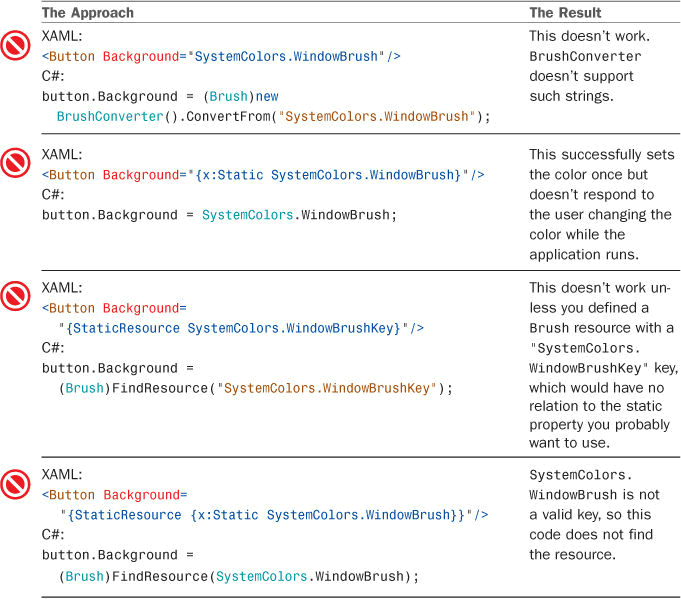 The Approach
The Result
XAML:
<Button Background="SystemColors.WindowBrush"/>
C#:
button.Background = (Brush)new
BrushConverter().ConvertFrom("SystemColors.WindowBrush");
This doesn't work.
BrushConverter
doesn't support
such strings.
XAML:
<Button Background="{x:Static SystemColors.WindowBrush}"/>
C#:
button.Background = SystemColors.WindowBrush;
This successfully sets
the color once but
doesn't respond to
the user changing the
color while the
application runs.
XAML:
<Button Background=
"{StaticResource SystemColors.WindowBrushKey}"/>
C#:
button.Background =
(Brush)FindResource("SystemColors.WindowBrushKey");
This doesn't work un-
less you defined a
Brush resource with a
"SystemColors.
WindowBrushKey" key,
which would have no
relation to the static
property you probably
want to use.
XAML:
<Button Background=
"{StaticResource {x:Static SystemColors.WindowBrush}}"/>
C#:
button.Background =
(Brush)FindResource(SystemColors.WindowBrush);
SystemColors.
WindowBrush is not
a valid key, so this
code does not find
the resource.